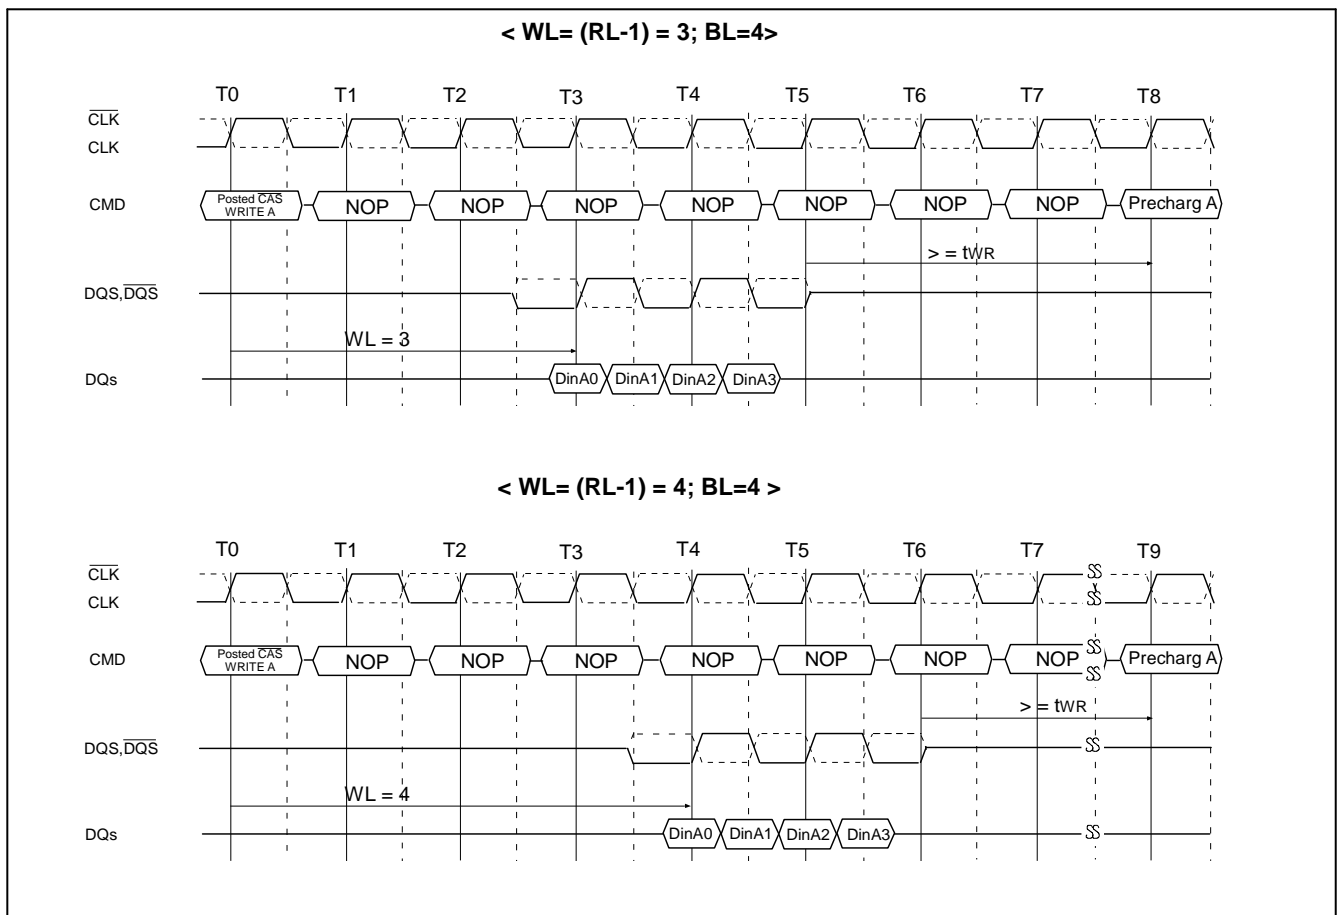 < WL= (RL-1) = 3; BL=4>
T0 T1 T2 T3 T4 T5 T6 T7 T8
CLK
CLK
CMD
Posted CAS
WRITE A
NOP NOP NOP NOP NOP NOP NOP Precharg A
> = tWR
DQS,DQS
WL = 3
DQs
DinA0 DinA1 DinA2 DinA3
< WL= (RL-1) = 4; BL=4 >
T0 T1 T2 T3 T4 T5 T6 T7 T9
CLK
CLK
CMD
Posted CAS
WRITE A
NOP NOP NOP NOP NOP NOP NOP Precharg A
> = tWR
DQS,DQS
WL = 4
DQs
DinA0 DinA1 DinA2 DinA3